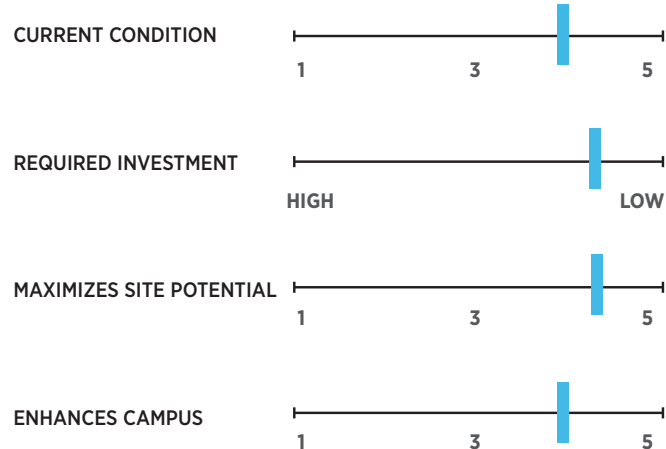 CURRENT CONDITION
1 3 5
REQUIRED INVESTMENT
HIGH LOW
MAXIMIZES SITE POTENTIAL
1 3 5
ENHANCES CAMPUS
1 3 5